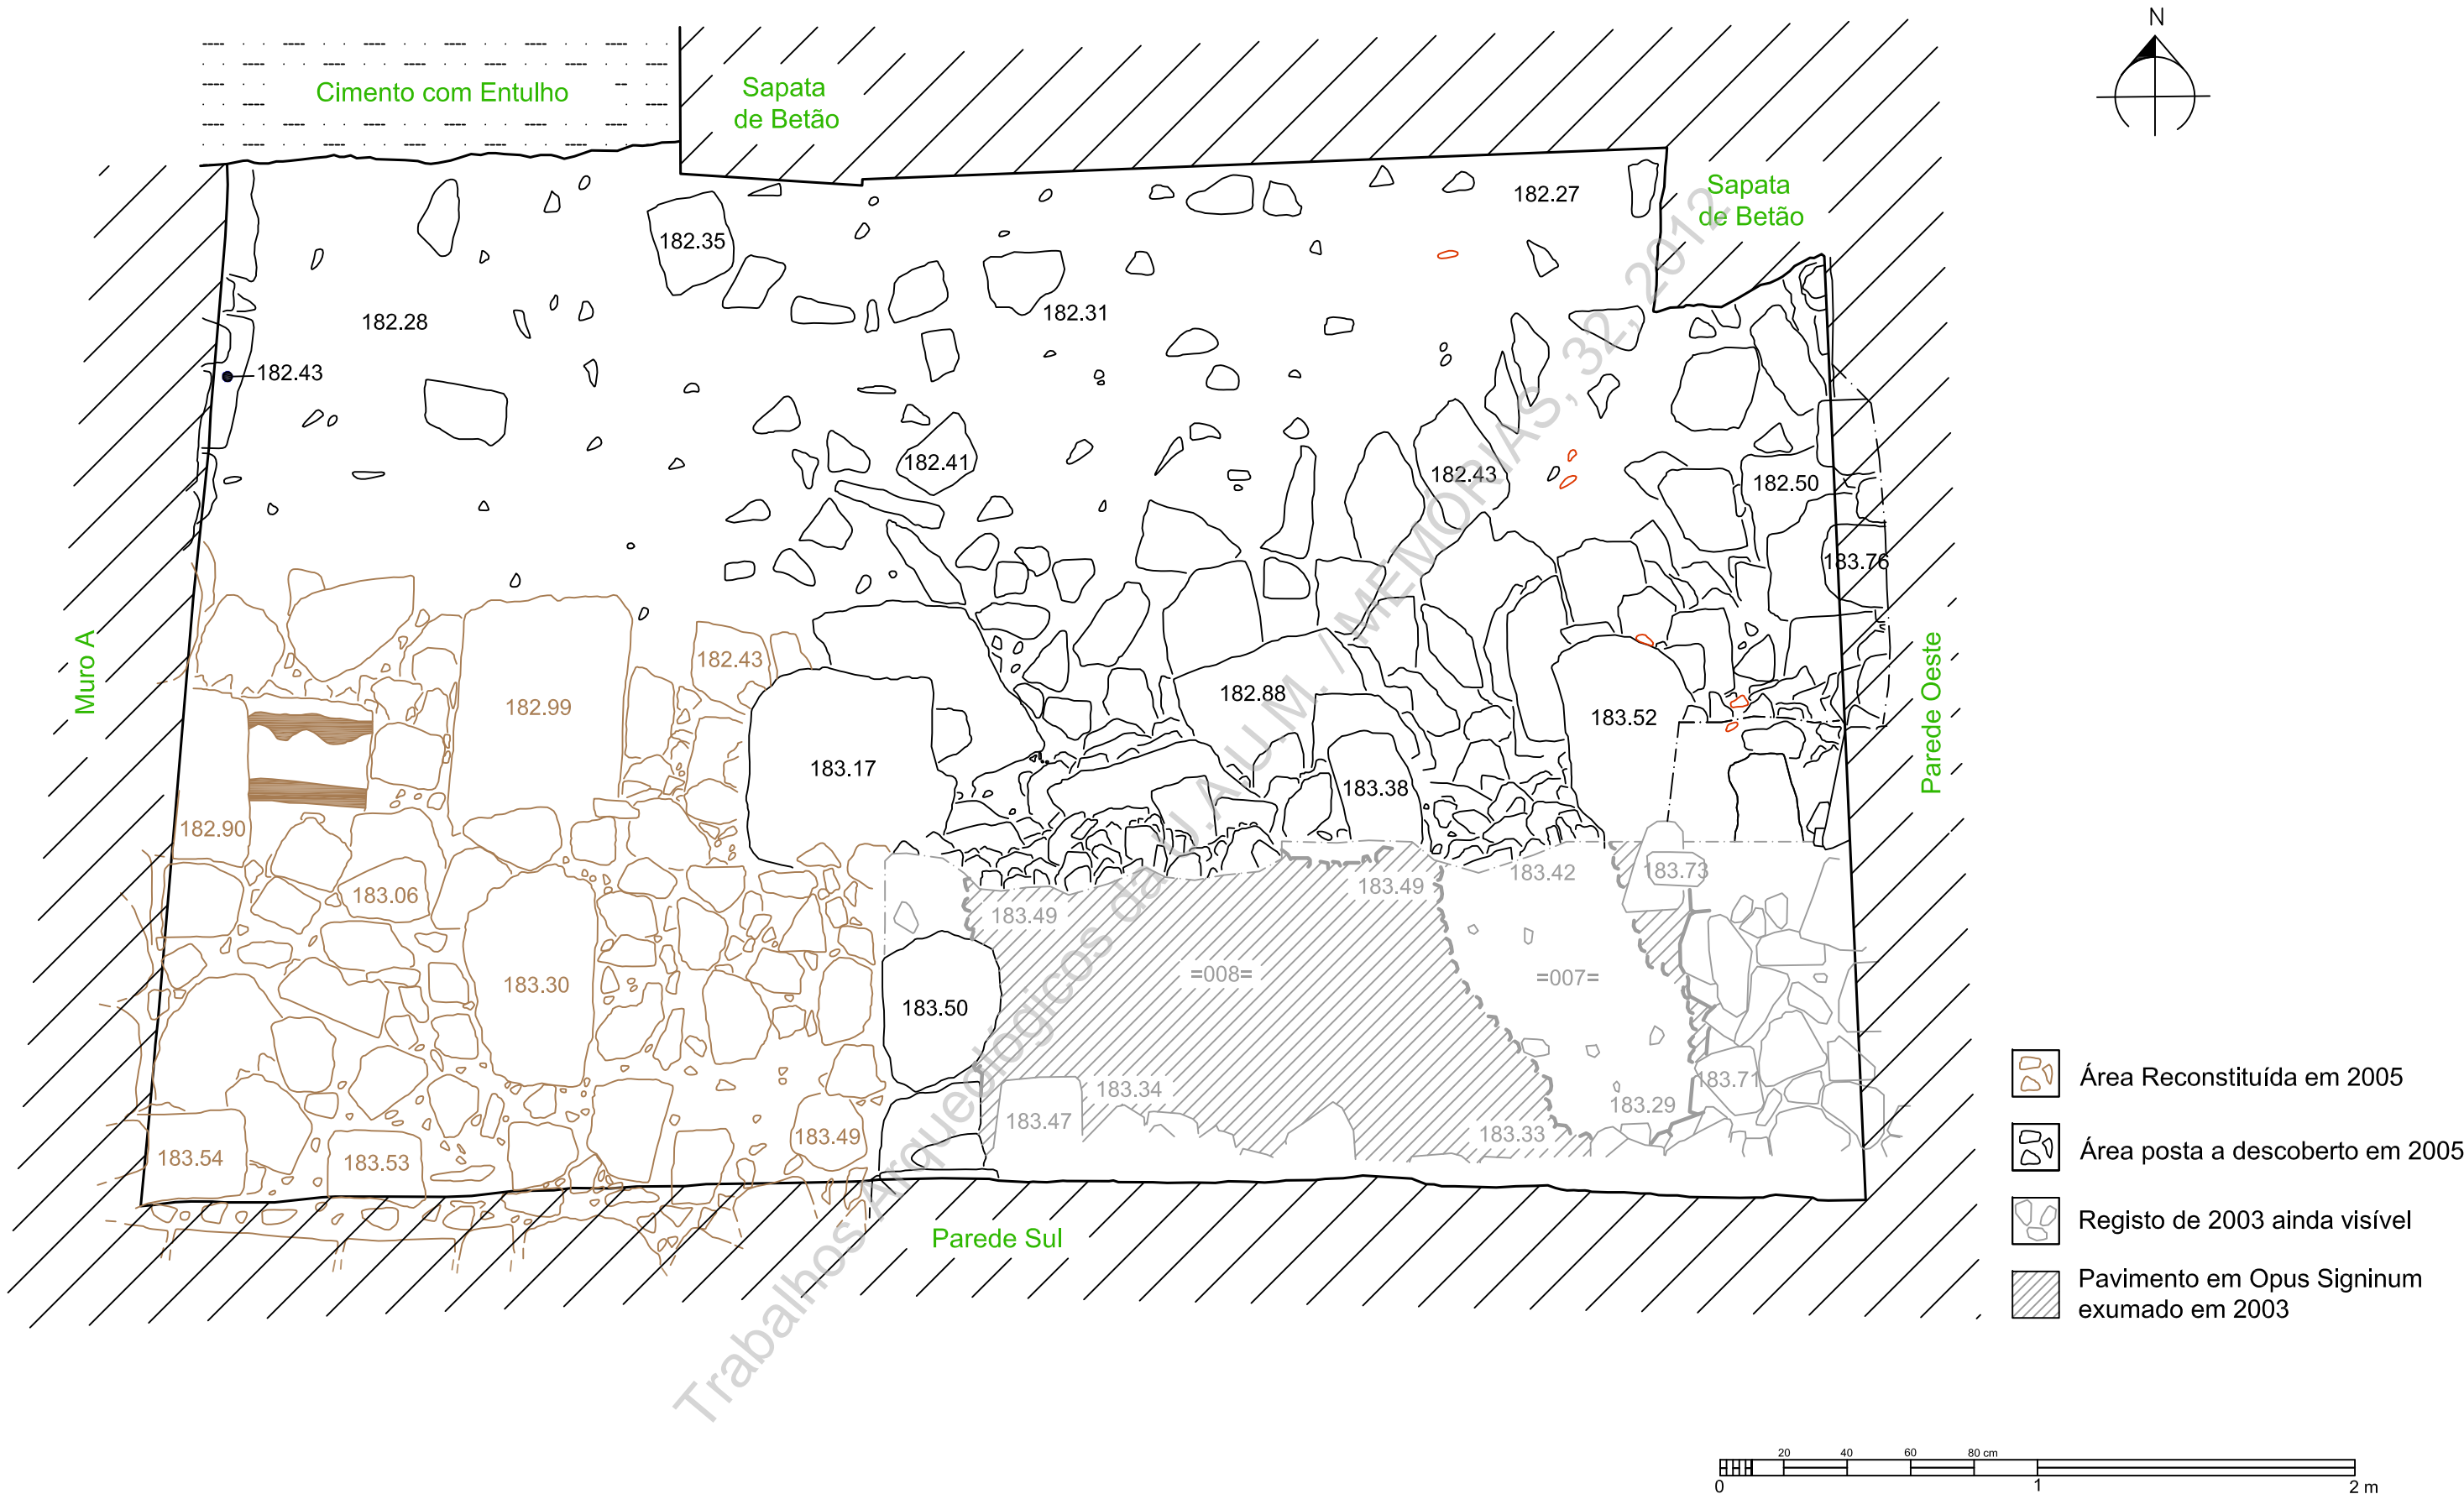 N
Cimento com Entulho
Sapata
de Betão
Sapata
de Betão
182.27
182.35
182.28
182.31
182.43
182.41
182.43
182.50
183.76
Muro A
Parede Oeste
182.43
182.99
182.88
183.52
183.17
183.38
182.90
183.06
183.49
183.49
183.42
183.73
183.30
183.50
=008=
=007=
183.34
183.47
183.71
183.29
183.33
183.54
183.53
183.49
Parede Sul
Trabalhos Arqueológicos da U.A.U.M. / MEMÓRIAS, 32, 2012
Área Reconstituída em 2005
Área posta a descoberto em 2005
Registo de 2003 ainda visível
Pavimento em Opus Signinum
exumado em 2003
20 40 60 80 cm
0 1 2 m